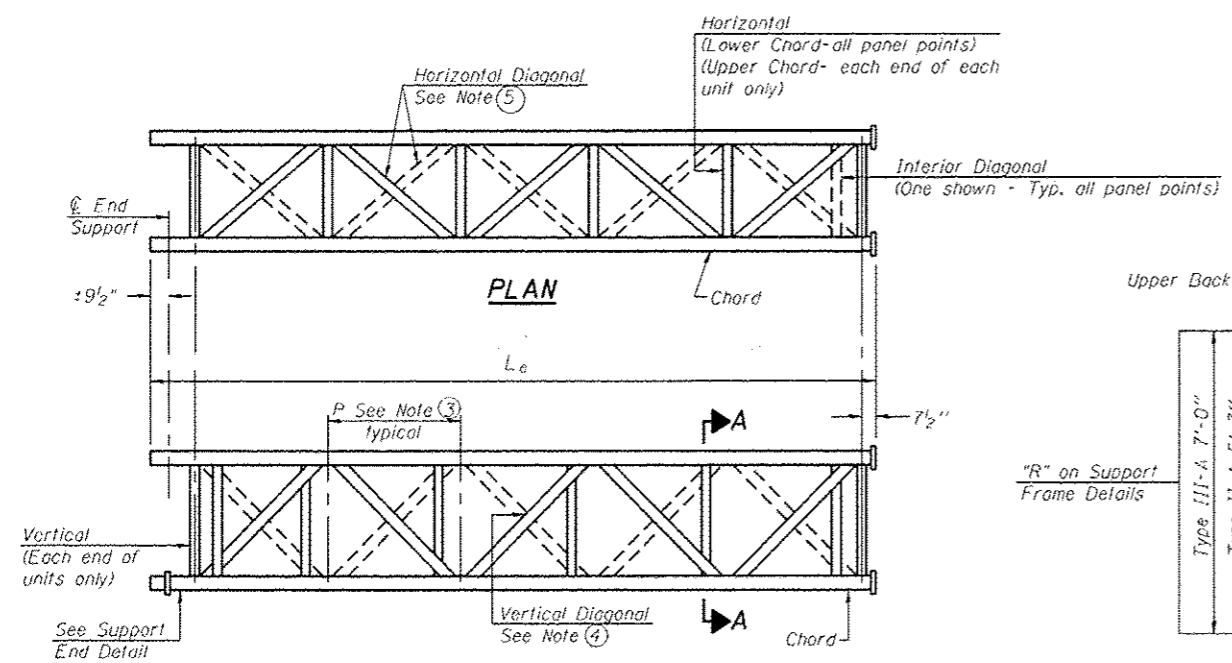 Horizontal
(Lower Chord-all panel points)
(Upper Chord- each end of each
unit only)
Horizontal Diagonal
See Note 5
Interior Diagonal
(One shown - Typ. all panel points)
℄ End
Support
±9½"
PLAN
Chord
Upper Back
Le
P See Note 3
typical
A
7½"
"R" on Support
Frame Details
Type III-A 7'-0"
Vertical
(Each end of
units only)
See Support
End Detail
Vertical Diagonal
See Note 4
A
Chord